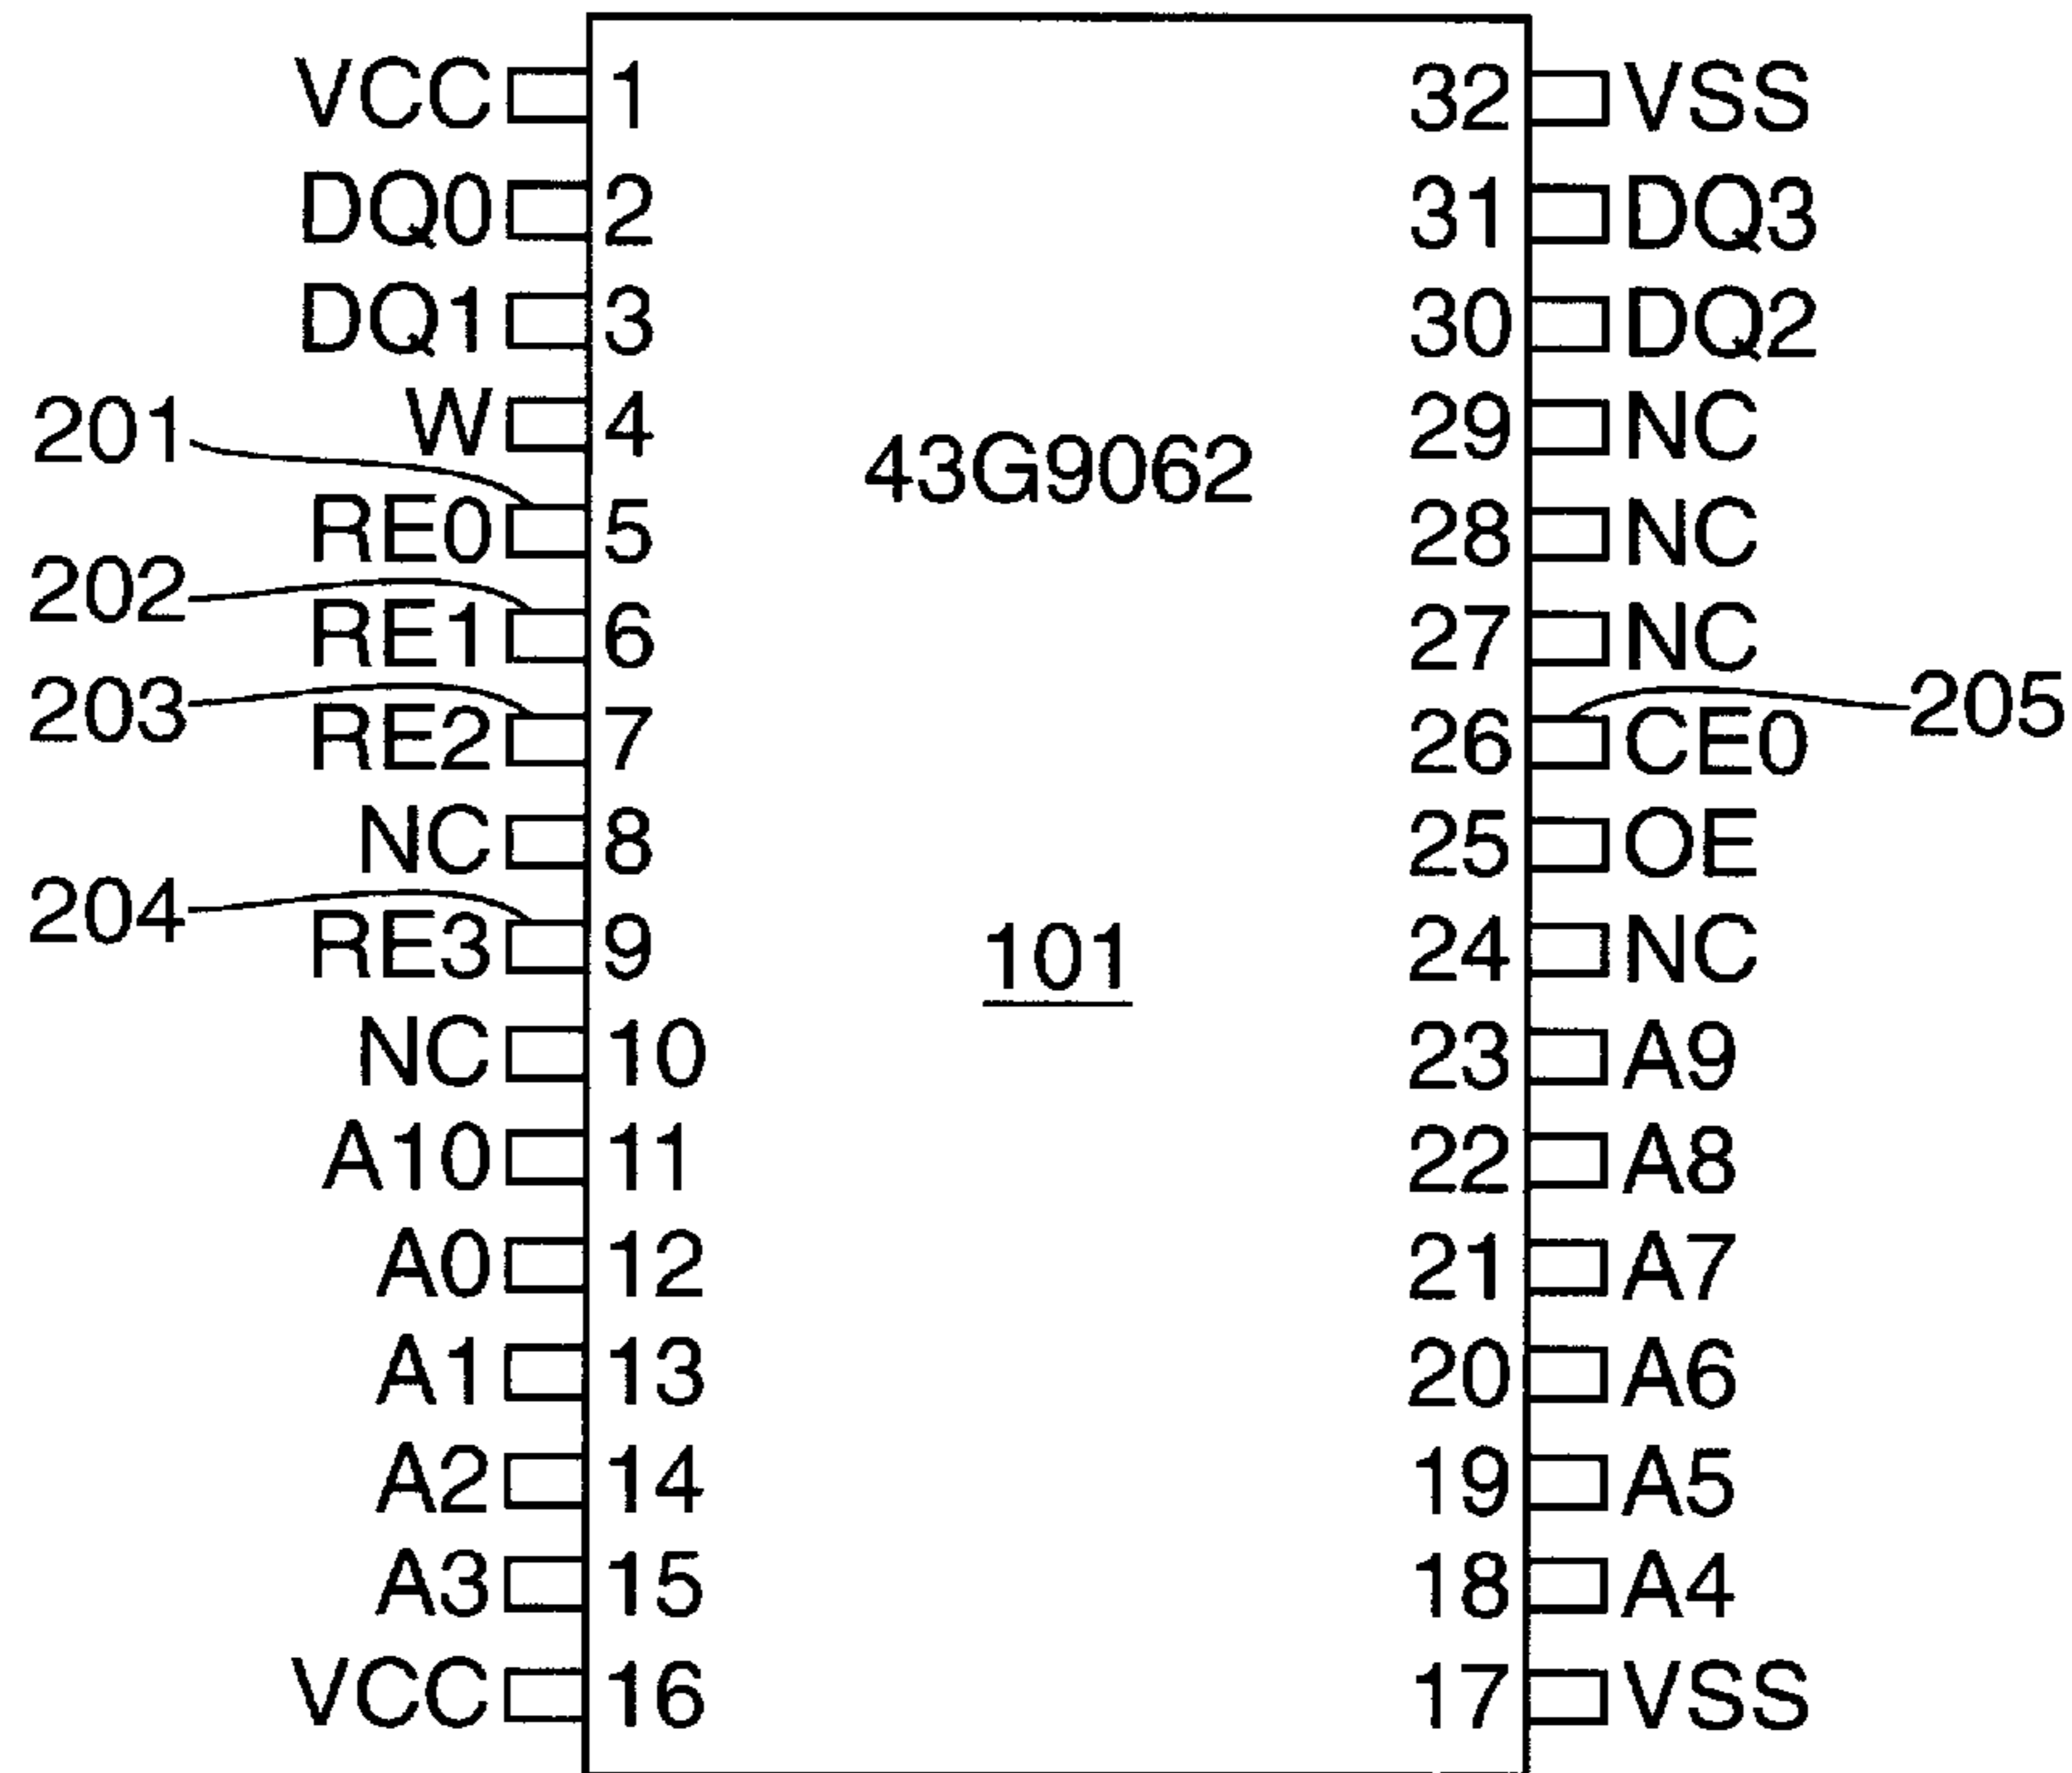 VCC 1 32 VSS
DQ0 2 31 DQ3
DQ1 3 30 DQ2
W 4 29 NC
201
43G9062
RE0 5 28 NC
202
RE1 6 27 NC
203 205
RE2 7 26 CE0
NC 8 25 OE
204
RE3 9 24 NC
101
NC 10 23 A9
A10 11 22 A8
A0 12 21 A7
A1 13 20 A6
A2 14 19 A5
A3 15 18 A4
VCC 16 17 VSS